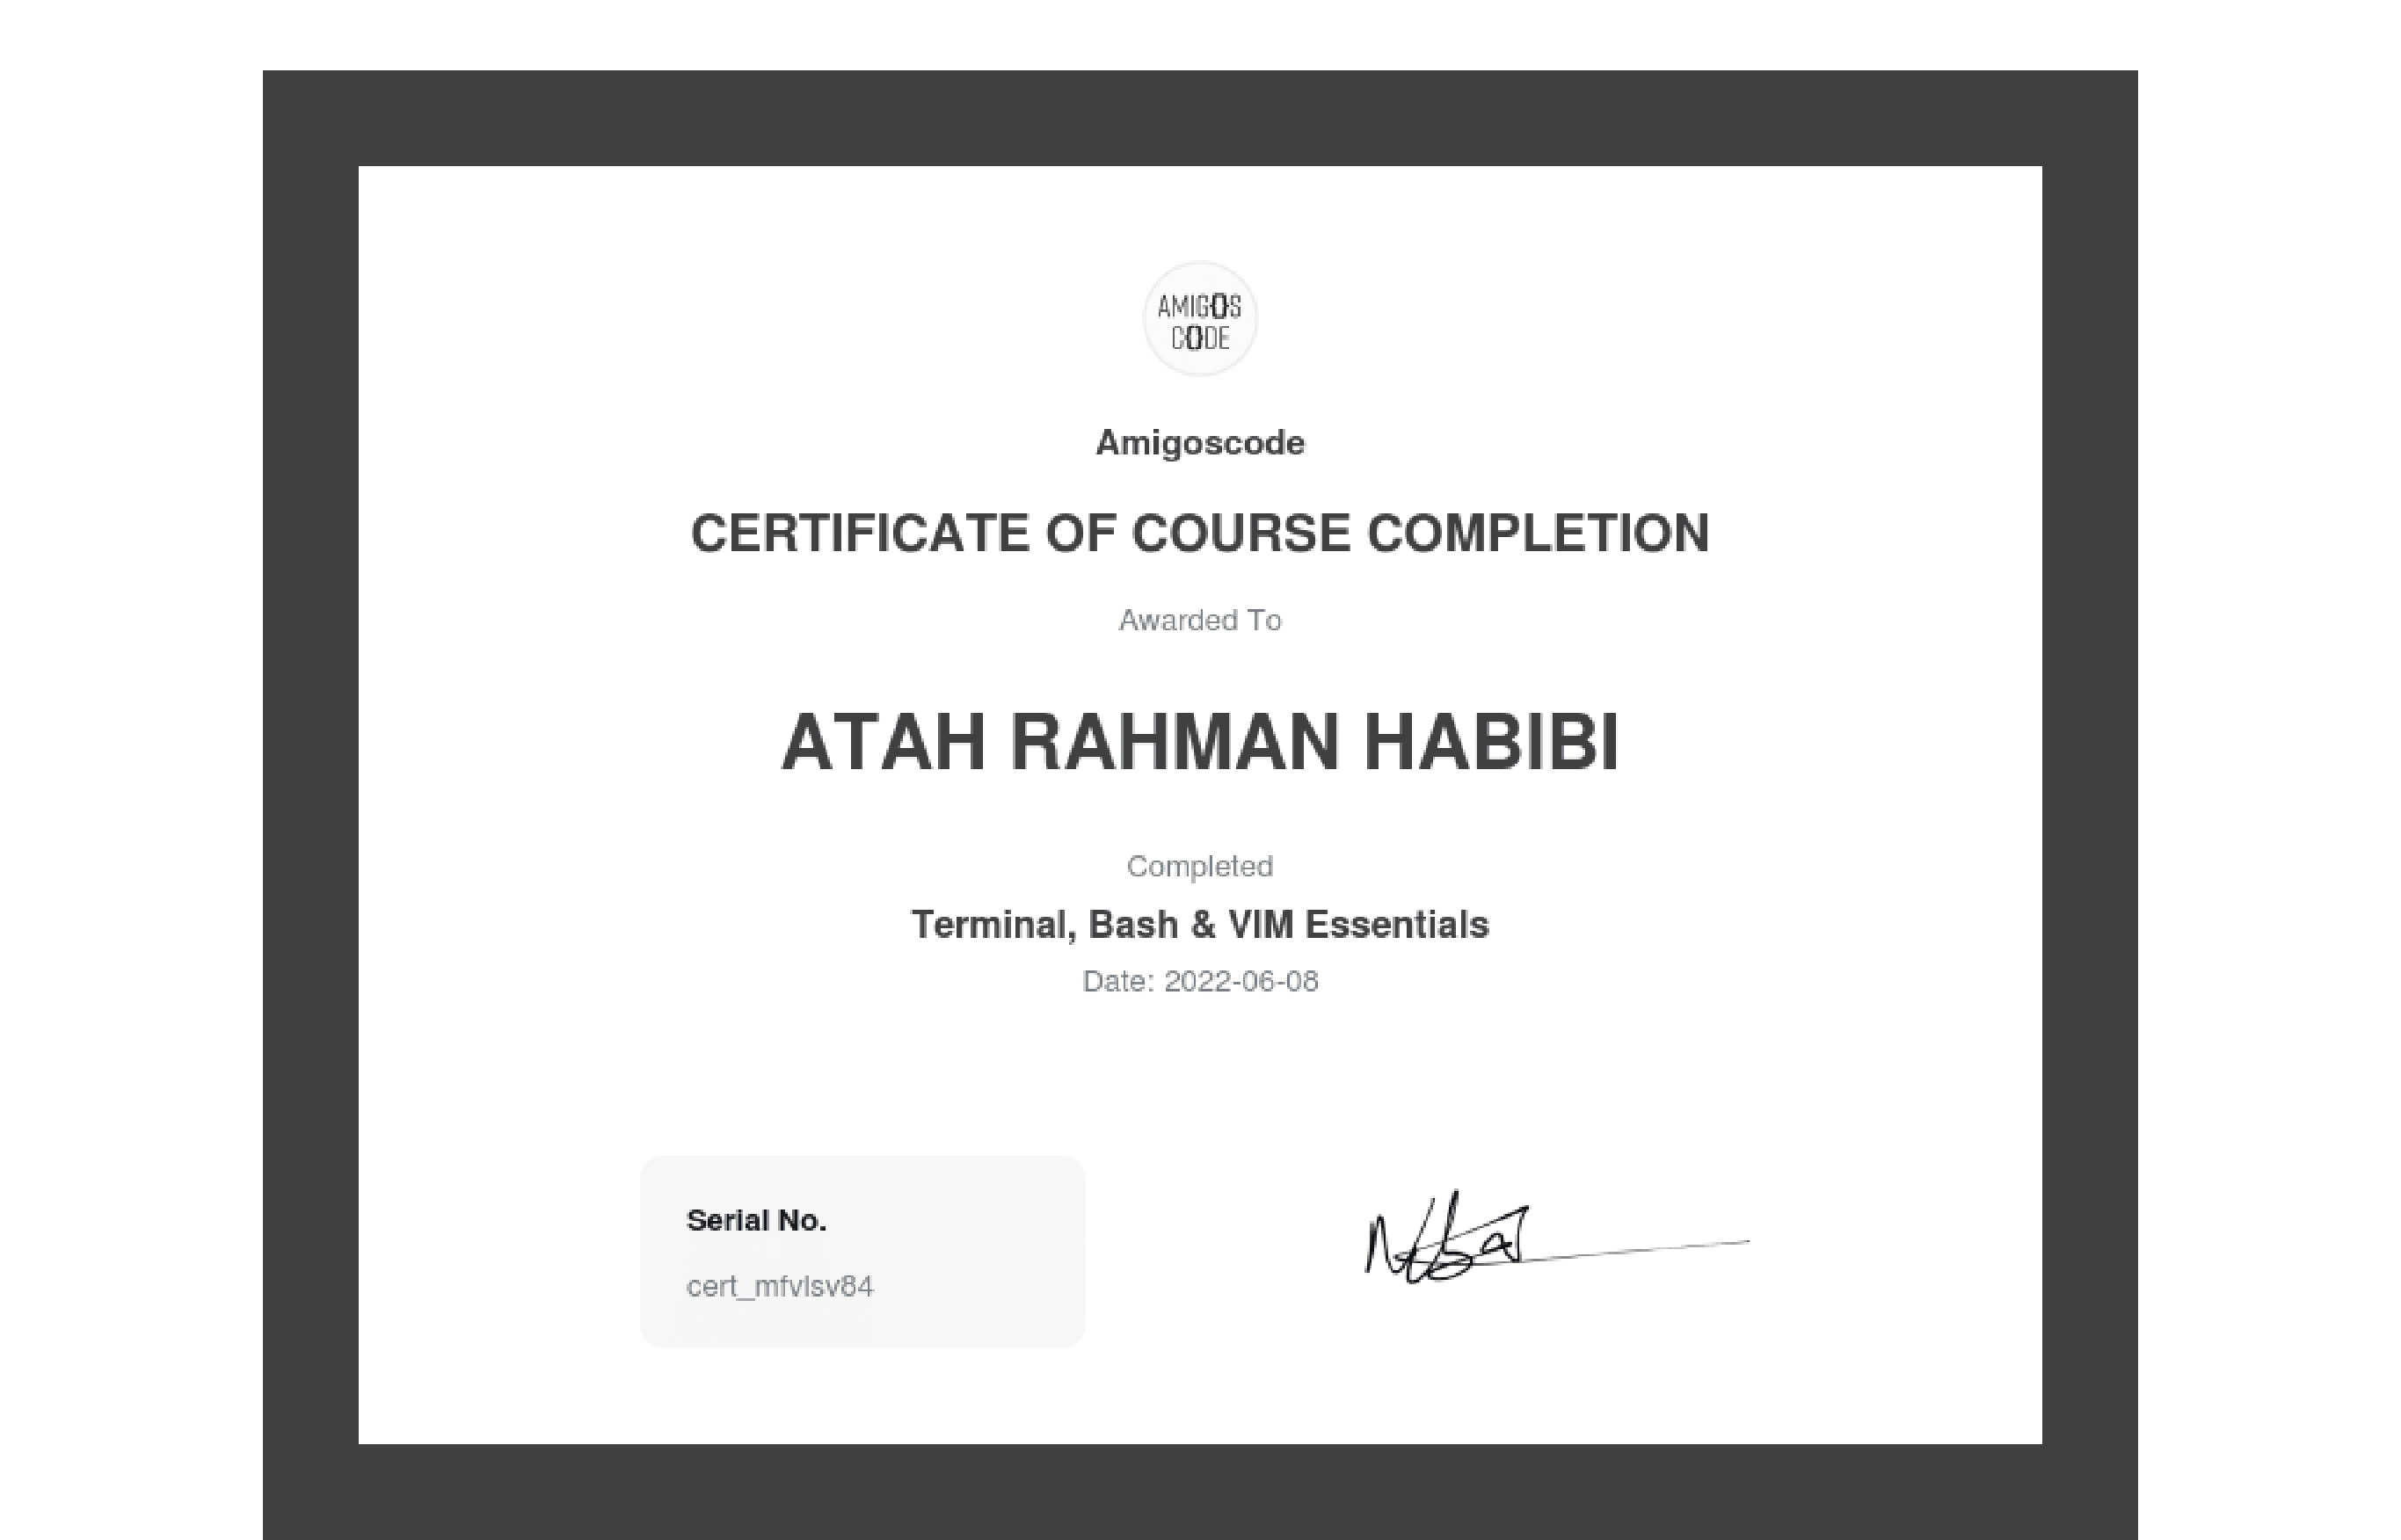 AMIGOS
CODE
Amigoscode
CERTIFICATE OF COURSE COMPLETION
Awarded To
ATAH RAHMAN HABIBI
Completed
Terminal, Bash & VIM Essentials
Date: 2022-06-08
Serial No.
cert_mfvlsv84